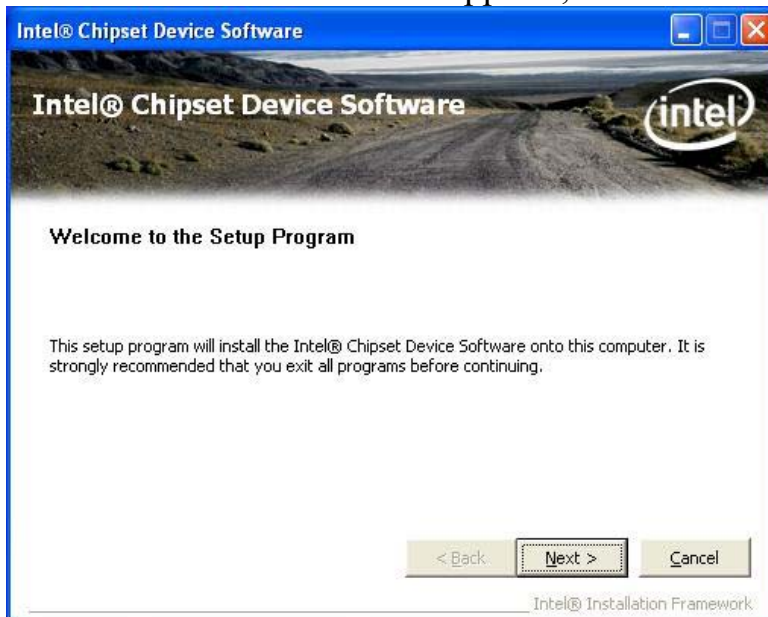 Intel® Chipset Device Software
Intel® Chipset Device Software
intel
Welcome to the Setup Program
This setup program will install the Intel® Chipset Device Software onto this computer. It is
strongly recommended that you exit all programs before continuing.
< Back Next > Cancel
Intel® Installation Framework